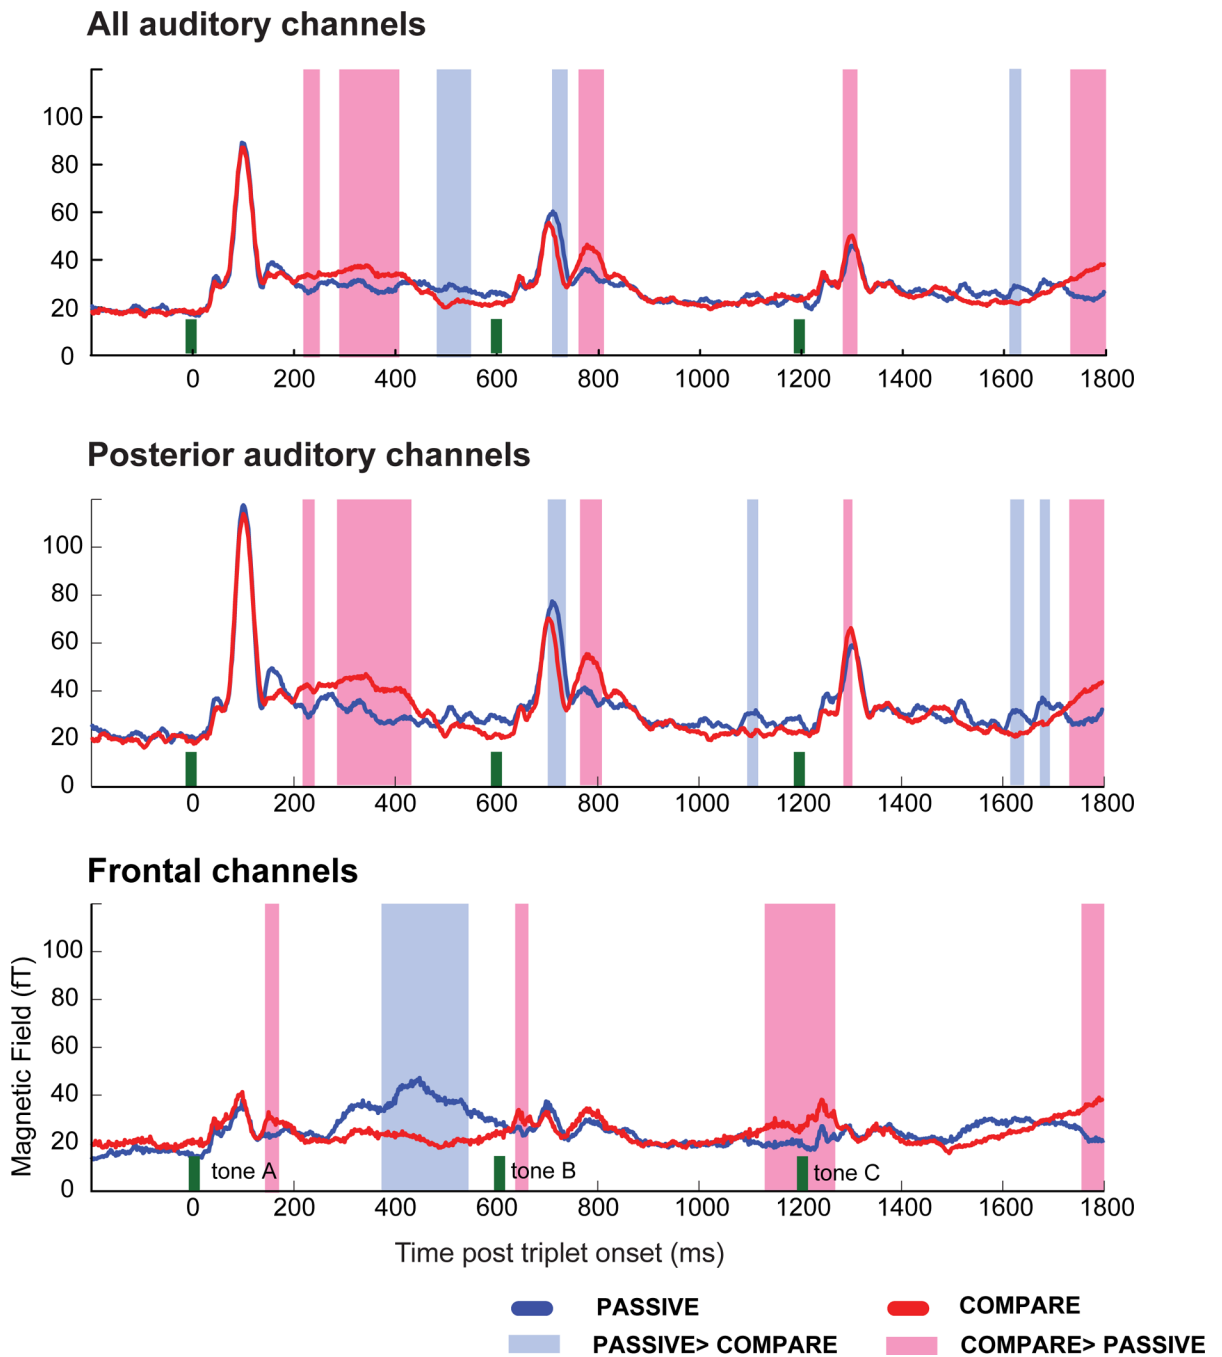 All auditory channels
100
80
60
40
20
0
0 200 400 600 800 1000 1200 1400 1600 1800
Posterior auditory channels
100
80
60
40
20
0
0 200 400 600 800 1000 1200 1400 1600 1800
Frontal channels
Magnetic Field (fT)
100
80
60
40
20
0
tone A tone B tone C
0 200 400 600 800 1000 1200 1400 1600 1800
Time post triplet onset (ms)
PASSIVE COMPARE
PASSIVE> COMPARE COMPARE> PASSIVE